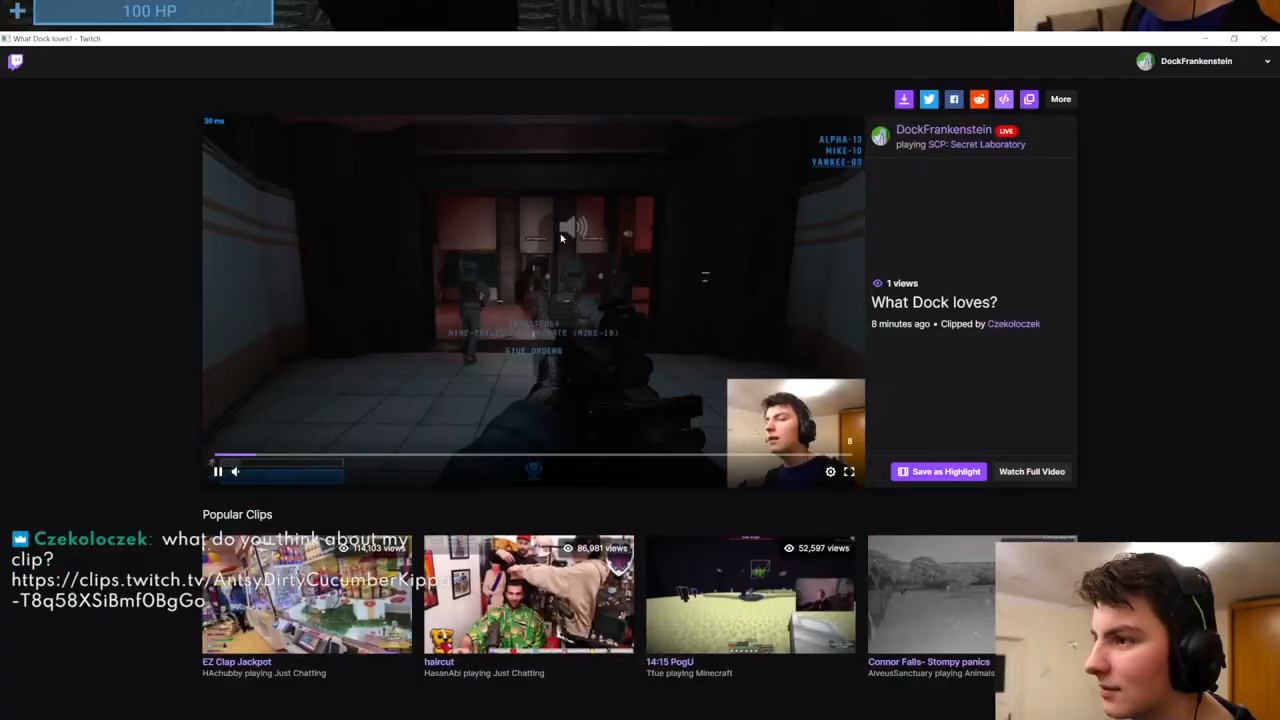 100 HP
What Dock loves? - Twitch
DockFrankenstein
More
30 ms
ALPHA-13
MIKE-10
YANKEE-03
DockFrankenstein LIVE
playing SCP: Secret Laboratory
1 views
What Dock loves?
8 minutes ago • Clipped by Czekoloczek
GIVE ORDERS
8
Save as Highlight
Watch Full Video
Popular Clips
Czekoloczek: what do you think about my
clip?
https://clips.twitch.tv/AntsyDirtyCucumberKippa
-T8q58XSiBmf0BgGo
114,103 views
86,981 views
52,597 views
EZ Clap Jackpot
HAchubby playing Just Chatting
haircut
HasanAbi playing Just Chatting
14:15 PogU
Tfue playing Minecraft
Connor Falls- Stompy panics
AlveusSanctuary playing Animals